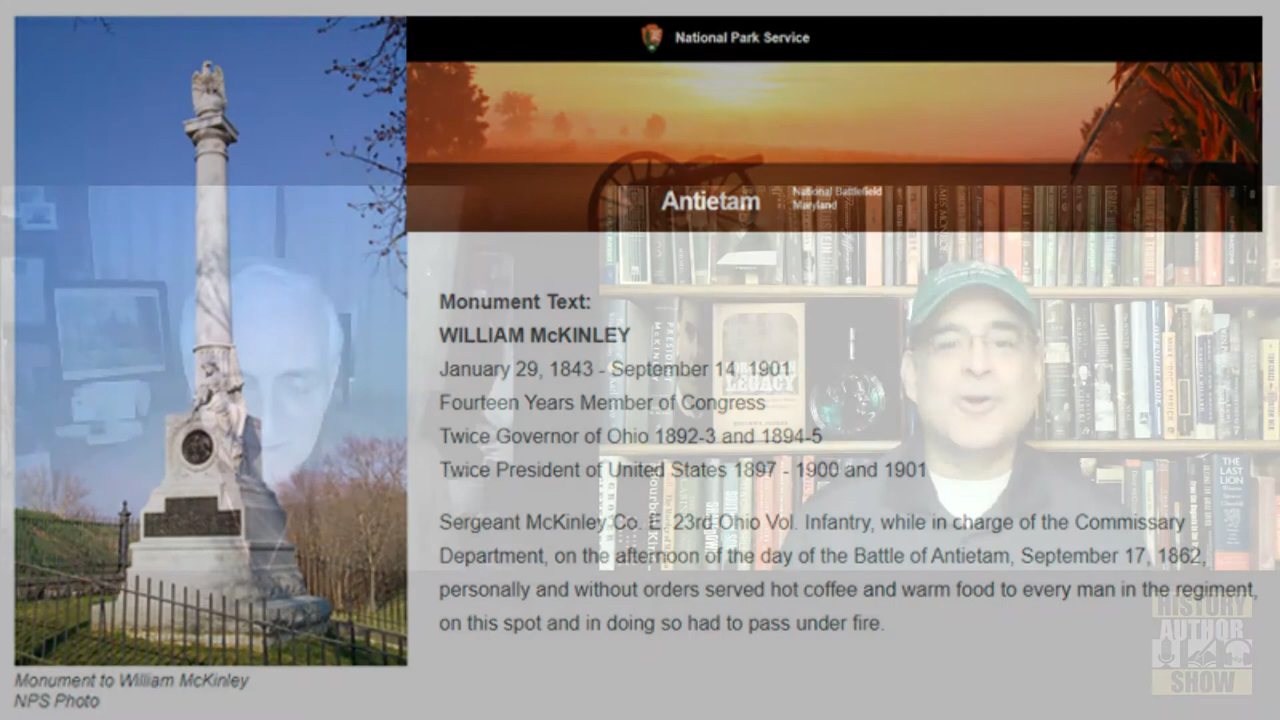 National Park Service
Antietam
National Battlefield
Maryland
Monument Text:
WILLIAM McKINLEY
January 29, 1843 - September 14, 1901
Fourteen Years Member of Congress
Twice Governor of Ohio 1892-3 and 1894-5
Twice President of United States 1897 - 1900 and 1901
Sergeant McKinley Co. E. 23rd Ohio Vol. Infantry, while in charge of the Commissary
Department, on the afternoon of the day of the Battle of Antietam, September 17, 1862,
personally and without orders served hot coffee and warm food to every man in the regiment,
on this spot and in doing so had to pass under fire.
Monument to William McKinley
NPS Photo
LEGACY
THE
LAST
LION
HISTORY
AUTHOR
SHOW